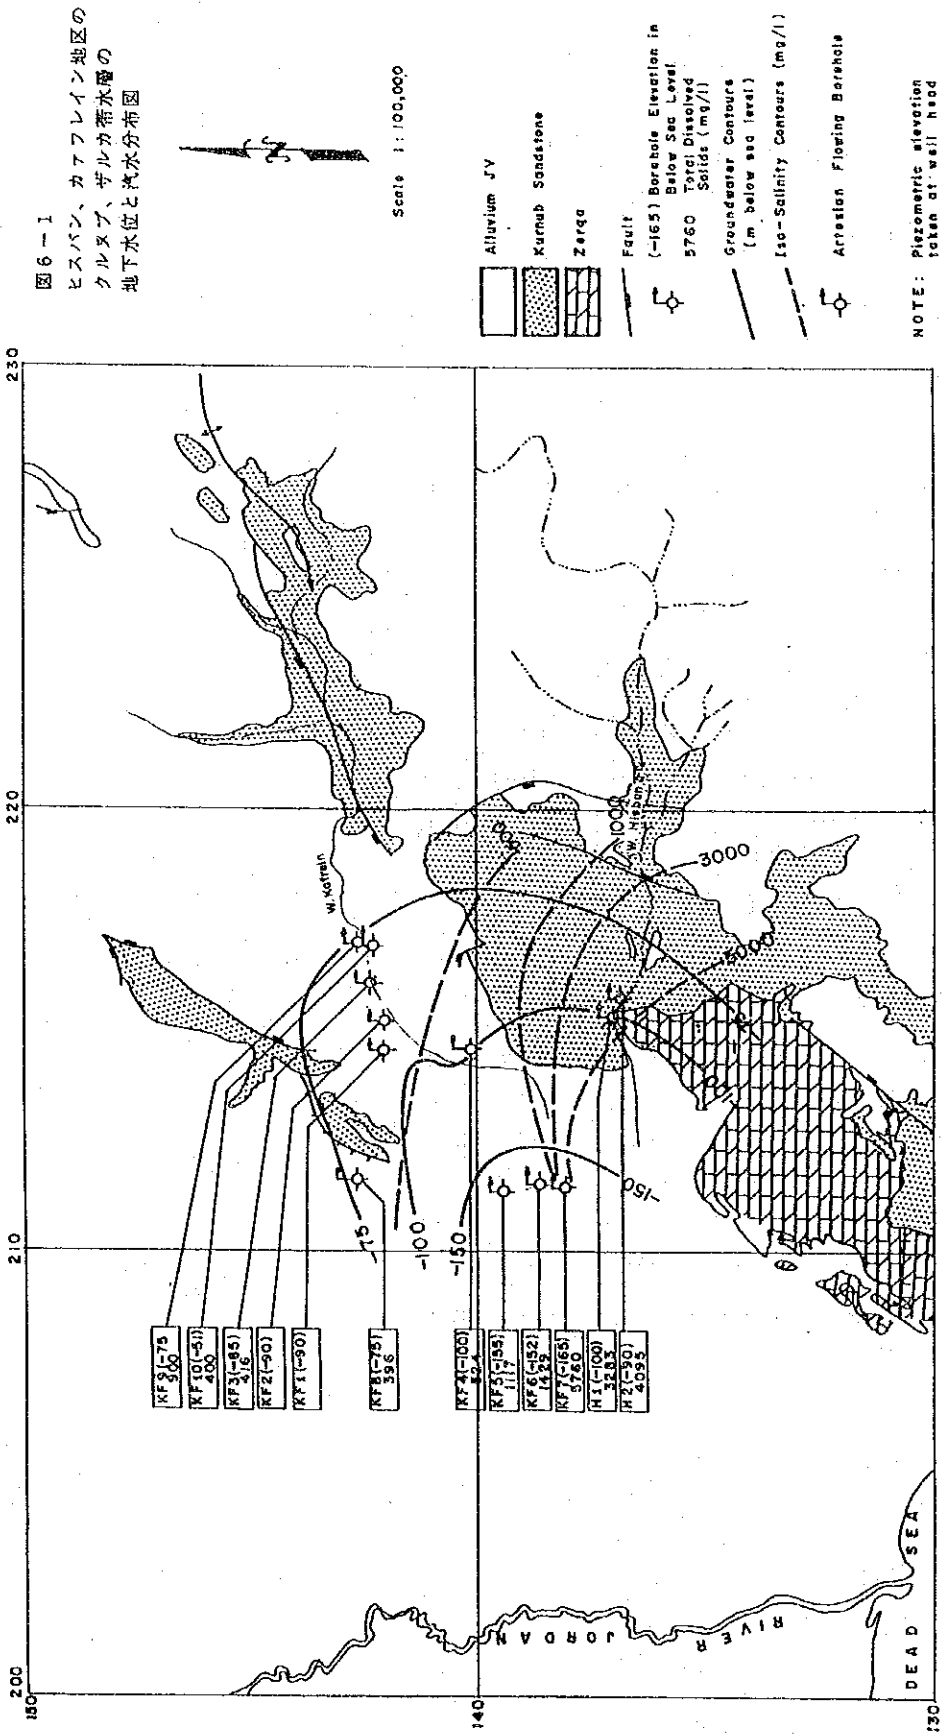 図6-1
ヒスバン、カァフレイン地区の
クルヌブ、ザルカ帯水層の
地下水位と汽水分布図
Scale 1:100,000
Alluvium JV
Kurnub Sandstone
Zerqa
Fault
(-165) Borehole Elevation in
Below Sea Level
5760 Total Dissolved
Solids (mg/l)
Groundwater Contours
(m below sea level)
Iso-Salinity Contours (mg/l)
Artesian Flowing Borehole
NOTE: Piezometric elevation
taken at well head
200
210
220
230
150
140
130
W. Kafrein
W. Hisban
1000
3000
5000
-75
-100
-150
-150
KF9(-75
900
KF10(-51)
400
KF3(-85)
416
KF2(-90)
KF1(-90)
KF8(-75)
396
KF4(-100)
KF5(-155)
1117
KF6(-152)
1422
KF7(-165)
5760
H1(-100)
3283
H2(-90)
4095
JORDAN
RIVER
DEAD SEA